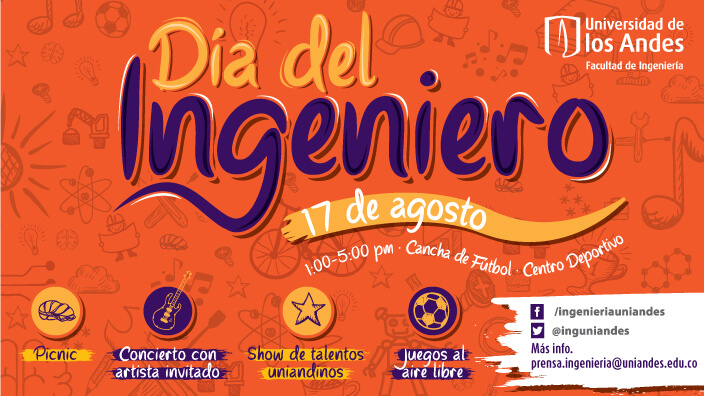 Universidad de
los Andes
Facultad de Ingeniería
Día del
Ingeniero
17 de agosto
1:00-5:00 pm · Cancha de Fútbol · Centro Deportivo
Picnic
Concierto con
artista invitado
Show de talentos
uniandinos
Juegos al
aire libre
/ingenieriauniandes
@inguniandes
Más info.
prensa.ingenieria@uniandes.edu.co